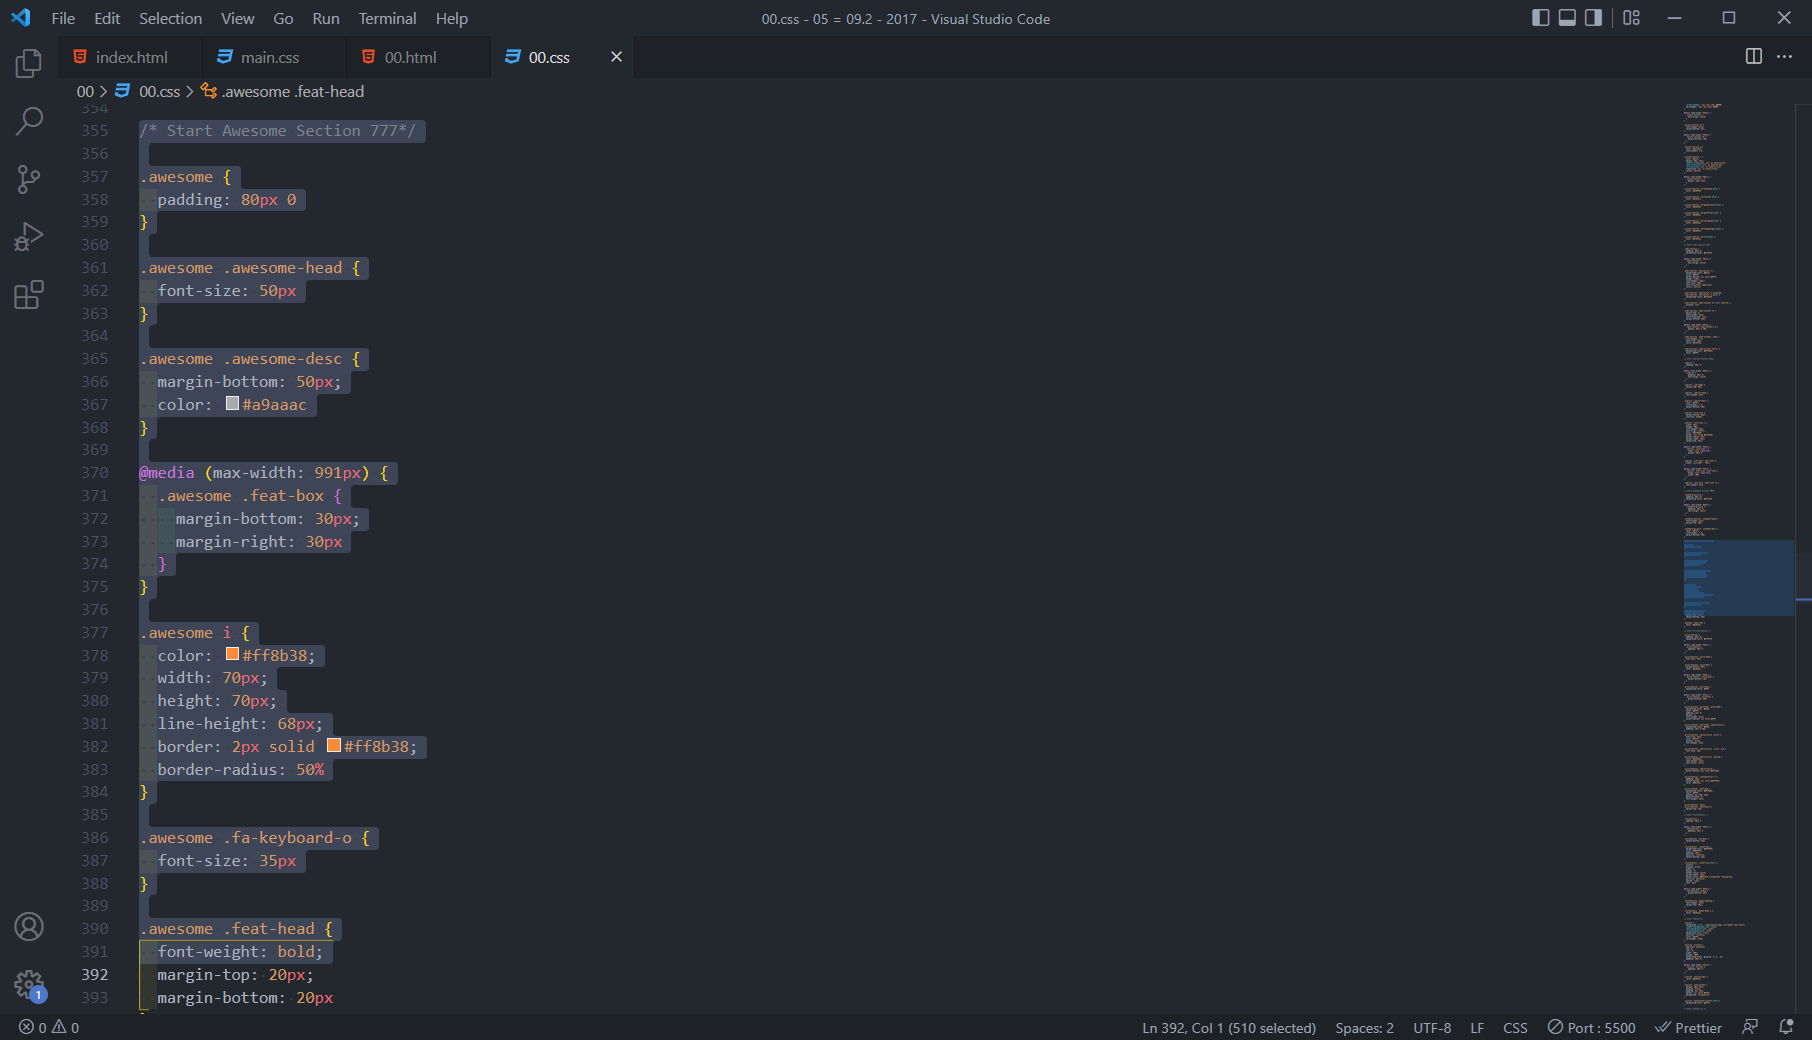 File Edit Selection View Go Run Terminal Help
00.css - 05 = 09.2 - 2017 - Visual Studio Code
index.html main.css 00.html 00.css
00 > 00.css > .awesome .feat-head
354
355 /* Start Awesome Section 777*/
356
357 .awesome {
358 padding: 80px 0
359 }
360
361 .awesome .awesome-head {
362 font-size: 50px
363 }
364
365 .awesome .awesome-desc {
366 margin-bottom: 50px;
367 color: #a9aaac
368 }
369
370 @media (max-width: 991px) {
371 .awesome .feat-box {
372 margin-bottom: 30px;
373 margin-right: 30px
374 }
375 }
376
377 .awesome i {
378 color: #ff8b38;
379 width: 70px;
380 height: 70px;
381 line-height: 68px;
382 border: 2px solid #ff8b38;
383 border-radius: 50%
384 }
385
386 .awesome .fa-keyboard-o {
387 font-size: 35px
388 }
389
390 .awesome .feat-head {
391 font-weight: bold;
392 margin-top: 20px;
393 margin-bottom: 20px
1
0 0 Ln 392, Col 1 (510 selected) Spaces: 2 UTF-8 LF CSS Port : 5500 Prettier